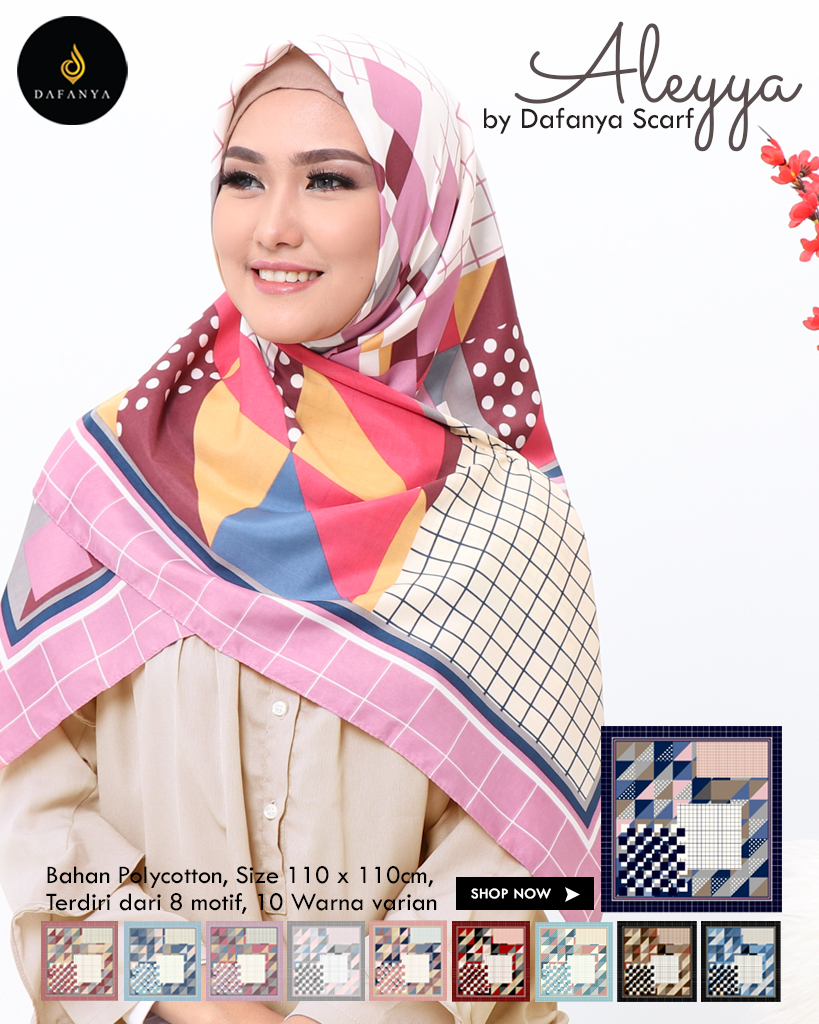 DAFANYA
Aleyya
by Dafanya Scarf
Bahan Polycotton, Size 110 x 110cm,
Terdiri dari 8 motif, 10 Warna varian
SHOP NOW